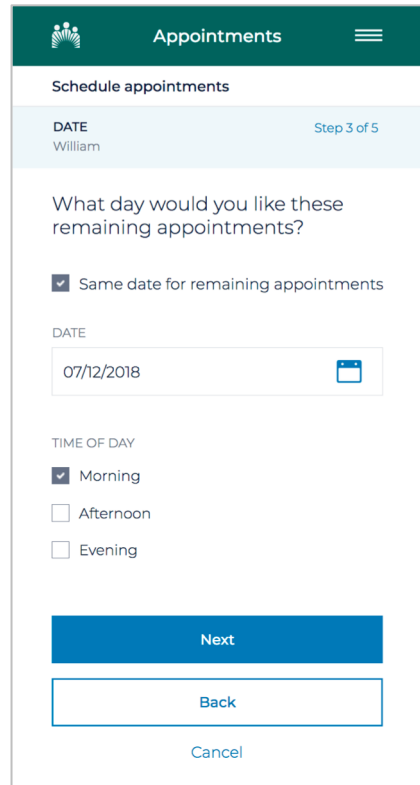 Appointments
Schedule appointments
DATE
Step 3 of 5
William
What day would you like these
remaining appointments?
Same date for remaining appointments
DATE
07/12/2018
TIME OF DAY
Morning
Afternoon
Evening
Next
Back
Cancel